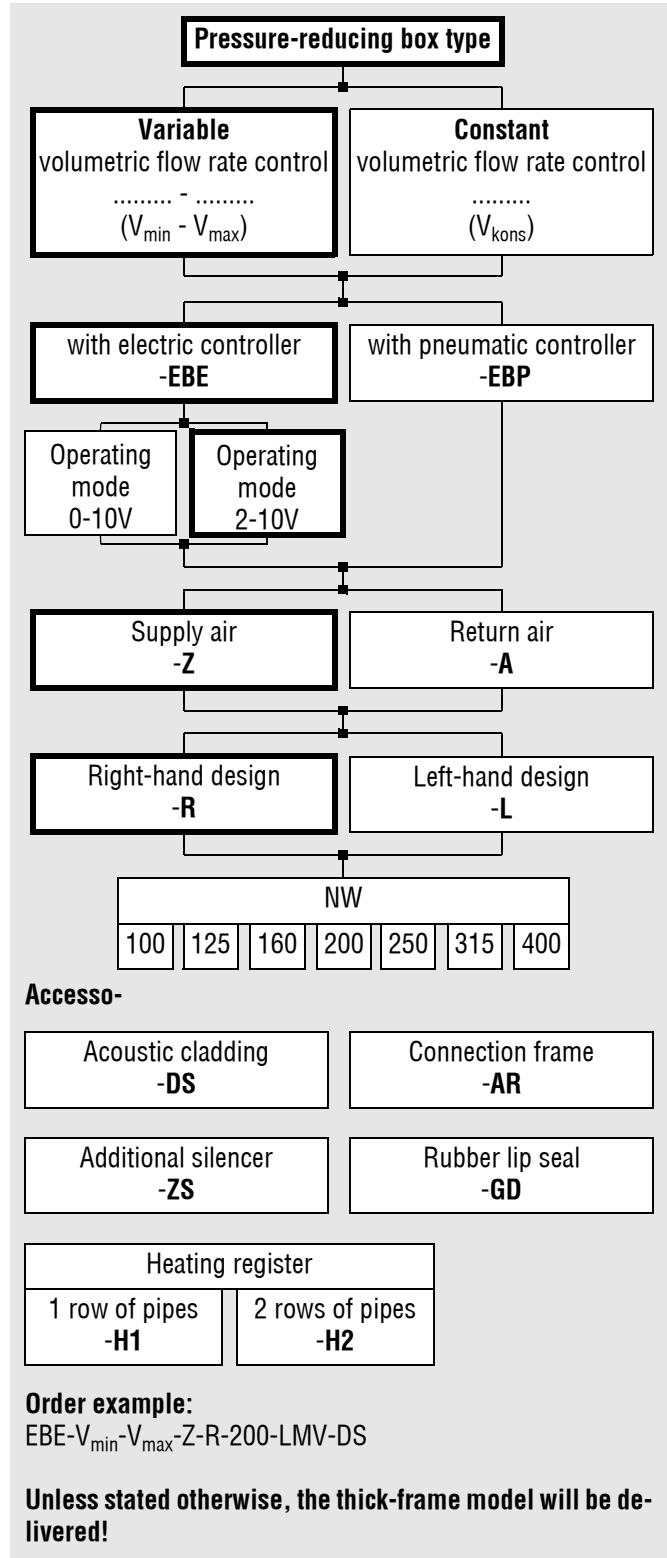 Pressure-reducing box type
Variable
volumetric flow rate control
......... - .........
(Vmin - Vmax)
Constant
volumetric flow rate control
.........
(Vkons)
with electric controller
-EBE
with pneumatic controller
-EBP
Operating
mode
0-10V
Operating
mode
2-10V
Supply air
-Z
Return air
-A
Right-hand design
-R
Left-hand design
-L
NW
100 125 160 200 250 315 400
Accesso-
Acoustic cladding
-DS
Connection frame
-AR
Additional silencer
-ZS
Rubber lip seal
-GD
Heating register
1 row of pipes
-H1
2 rows of pipes
-H2
Order example:
EBE-Vmin-Vmax-Z-R-200-LMV-DS
Unless stated otherwise, the thick-frame model will be de-
livered!